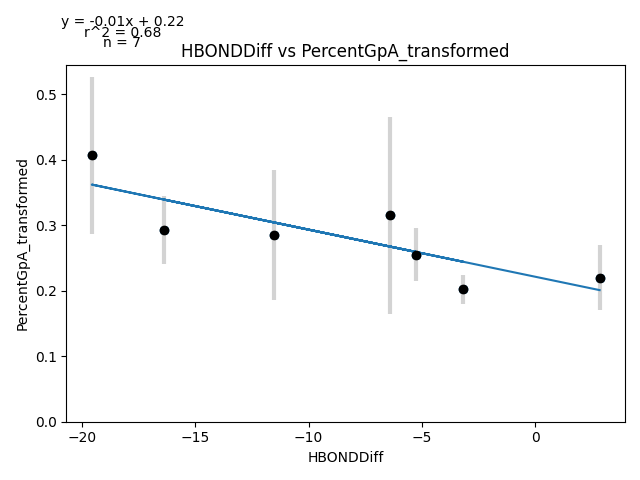 y = -0.01x + 0.22
r^2 = 0.68
n = 7
HBONDDiff vs PercentGpA_transformed
PercentGpA_transformed
0.5
0.4
0.3
0.2
0.1
0.0
−20
−15
−10
−5
0
HBONDDiff